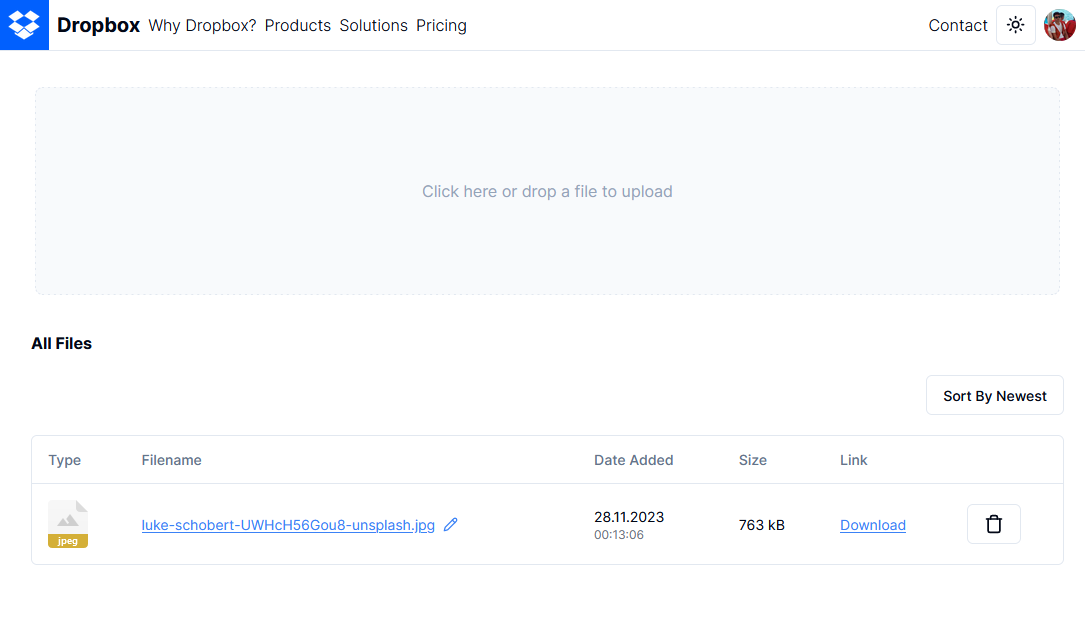 Dropbox Why Dropbox? Products Solutions Pricing Contact
Click here or drop a file to upload
All Files
Sort By Newest
Type Filename Date Added Size Link
jpeg luke-schobert-UWHcH56Gou8-unsplash.jpg 28.11.2023 763 kB Download
00:13:06